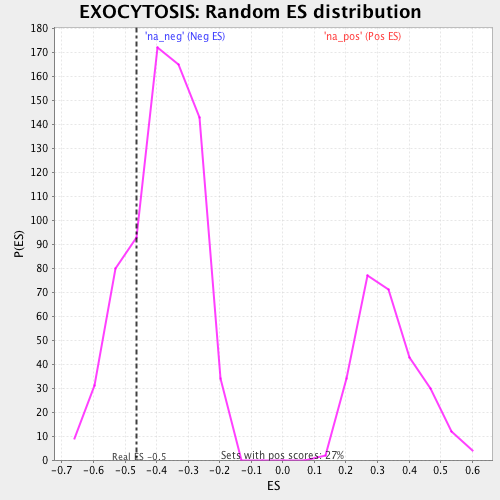 EXOCYTOSIS: Random ES distribution
'na_neg' (Neg ES)
'na_pos' (Pos ES)
P(ES)
180
170
160
150
140
130
120
110
100
90
80
70
60
50
40
30
20
10
0
Real ES -0.5
Sets with pos scores: 27%
-0.7 -0.6 -0.5 -0.4 -0.3 -0.2 -0.1 0.0 0.1 0.2 0.3 0.4 0.5 0.6
ES